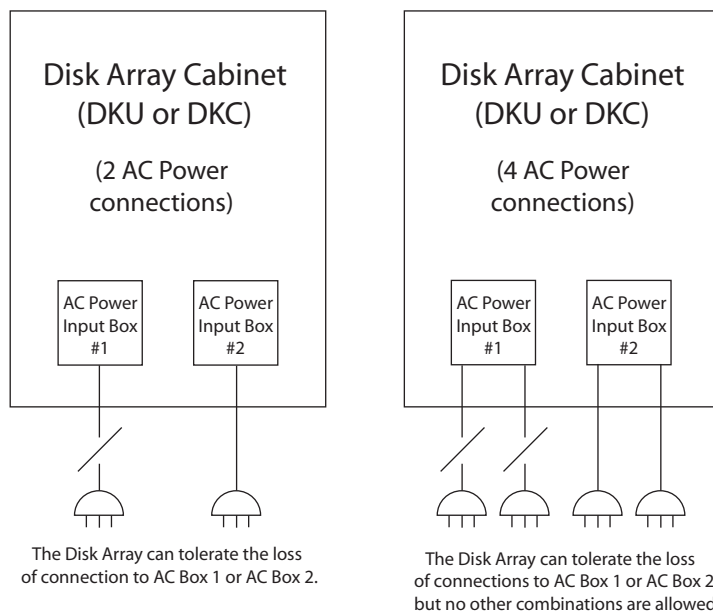 Disk Array Cabinet
(DKU or DKC)
(2 AC Power
connections)
AC Power
Input Box
#1
AC Power
Input Box
#2
The Disk Array can tolerate the loss
of connection to AC Box 1 or AC Box 2.
Disk Array Cabinet
(DKU or DKC)
(4 AC Power
connections)
AC Power
Input Box
#1
AC Power
Input Box
#2
The Disk Array can tolerate the loss
of connections to AC Box 1 or AC Box 2
but no other combinations are allowed